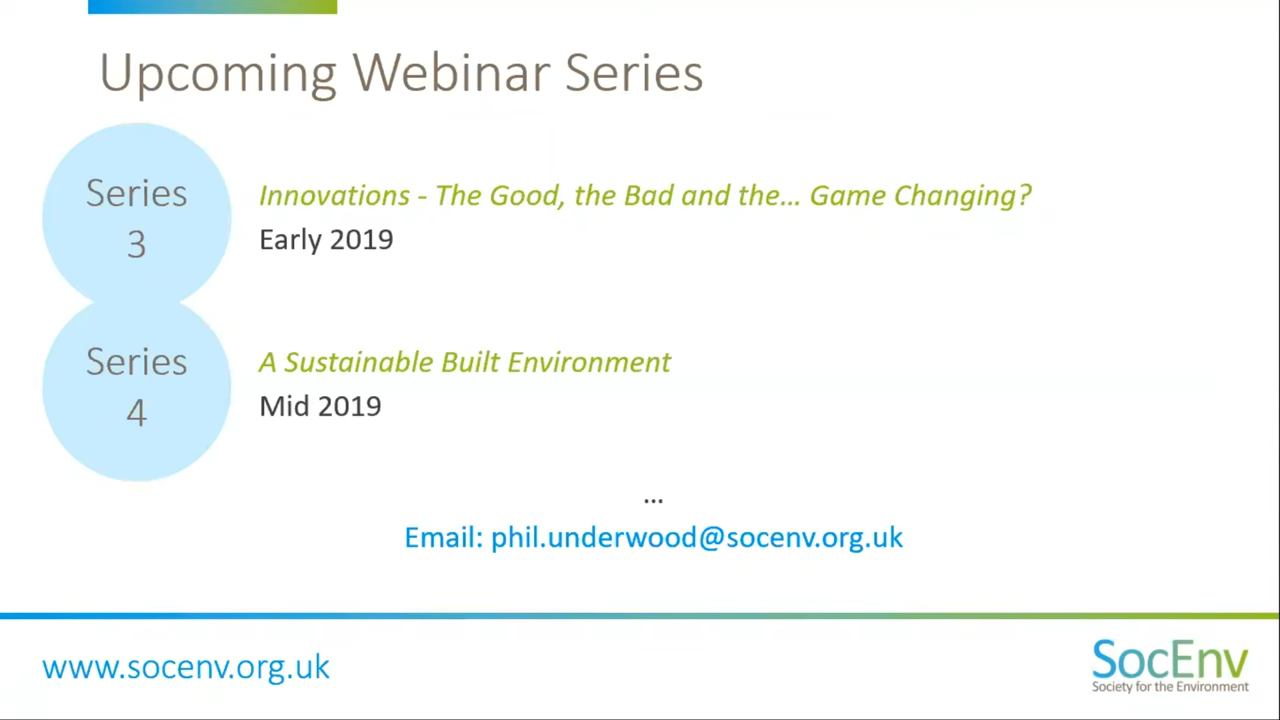 Upcoming Webinar Series
Series
3
Innovations - The Good, the Bad and the... Game Changing?
Early 2019
Series
4
A Sustainable Built Environment
Mid 2019
...
Email: phil.underwood@socenv.org.uk
www.socenv.org.uk
SocEnv
Society for the Environment